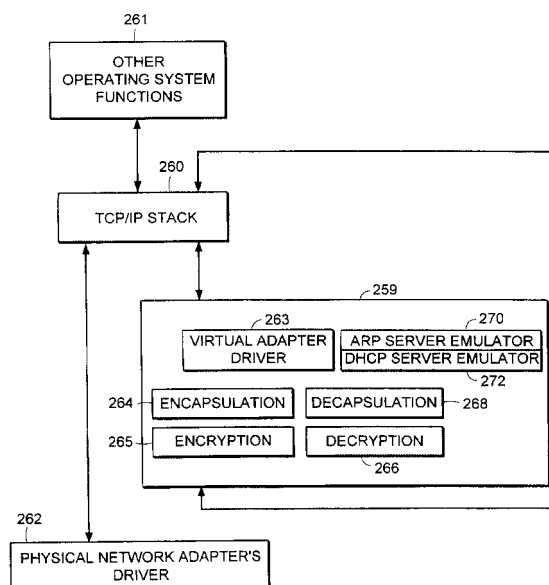 261
OTHER
OPERATING SYSTEM
FUNCTIONS
260
TCP/IP STACK
259
263
VIRTUAL ADAPTER
DRIVER
270
ARP SERVER EMULATOR
DHCP SERVER EMULATOR
272
264
ENCAPSULATION
DECAPSULATION
268
265
ENCRYPTION
DECRYPTION
266
262
PHYSICAL NETWORK ADAPTER'S
DRIVER